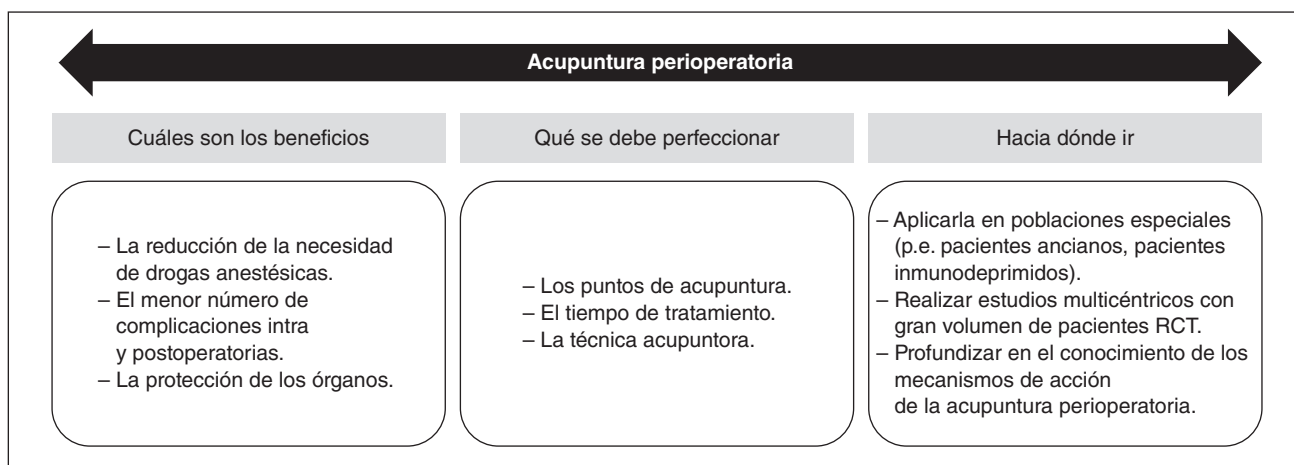 Acupuntura perioperatoria
Cuáles son los beneficios
Qué se debe perfeccionar
Hacia dónde ir
– La reducción de la necesidad
de drogas anestésicas.
– El menor número de
complicaciones intra
y postoperatorias.
– La protección de los órganos.
– Los puntos de acupuntura.
– El tiempo de tratamiento.
– La técnica acupuntora.
– Aplicarla en poblaciones especiales
(p.e. pacientes ancianos, pacientes
inmunodeprimidos).
– Realizar estudios multicéntricos con
gran volumen de pacientes RCT.
– Profundizar en el conocimiento de los
mecanismos de acción
de la acupuntura perioperatoria.